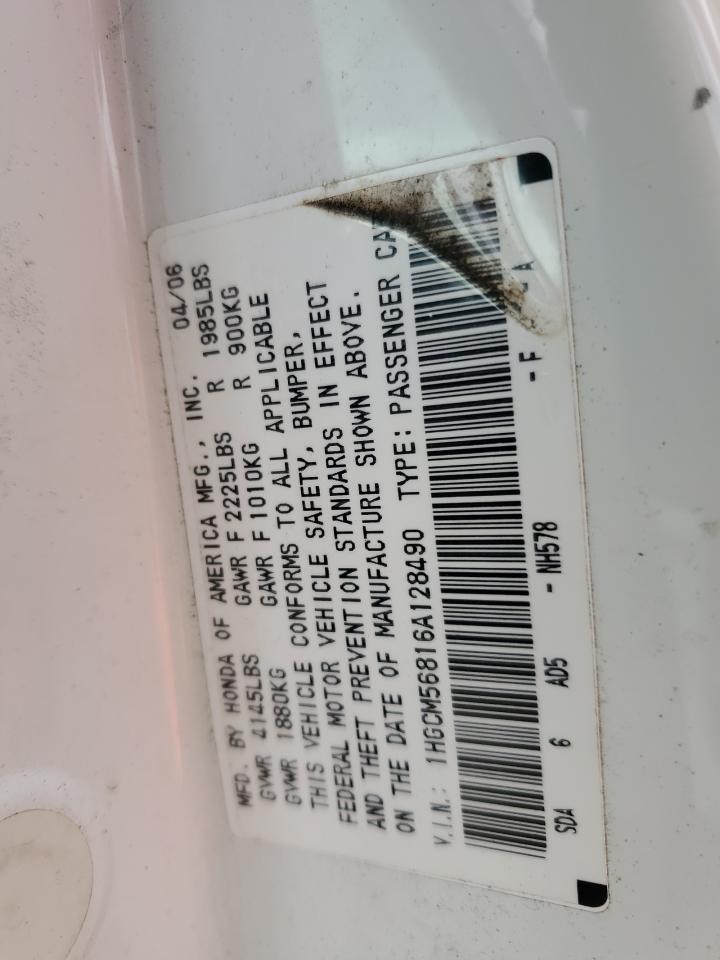 MFD. BY HONDA OF AMERICA MFG., INC. 04/06
GVWR 4145LBS GAWR F 2225LBS R 1985LBS
GVWR 1880KG GAWR F 1010KG R 900KG
THIS VEHICLE CONFORMS TO ALL APPLICABLE
FEDERAL MOTOR VEHICLE SAFETY, BUMPER,
AND THEFT PREVENTION STANDARDS IN EFFECT
ON THE DATE OF MANUFACTURE SHOWN ABOVE.
V.I.N.: 1HGCM56816A128490 TYPE: PASSENGER CA
SDA 6 AD5 - NH578 - F - A